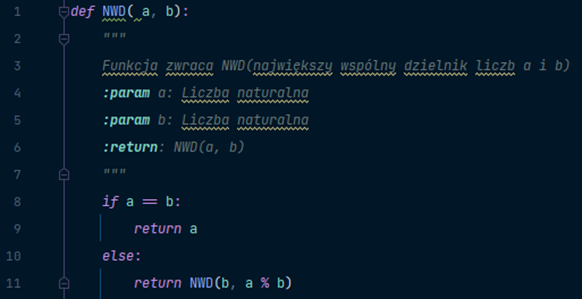 1 def NWD( a, b):
2 """
3 Funkcja zwraca NWD(największy wspólny dzielnik liczb a i b)
4 :param a: Liczba naturalna
5 :param b: Liczba naturalna
6 :return: NWD(a, b)
7 """
8 if a == b:
9 return a
10 else:
11 return NWD(b, a % b)